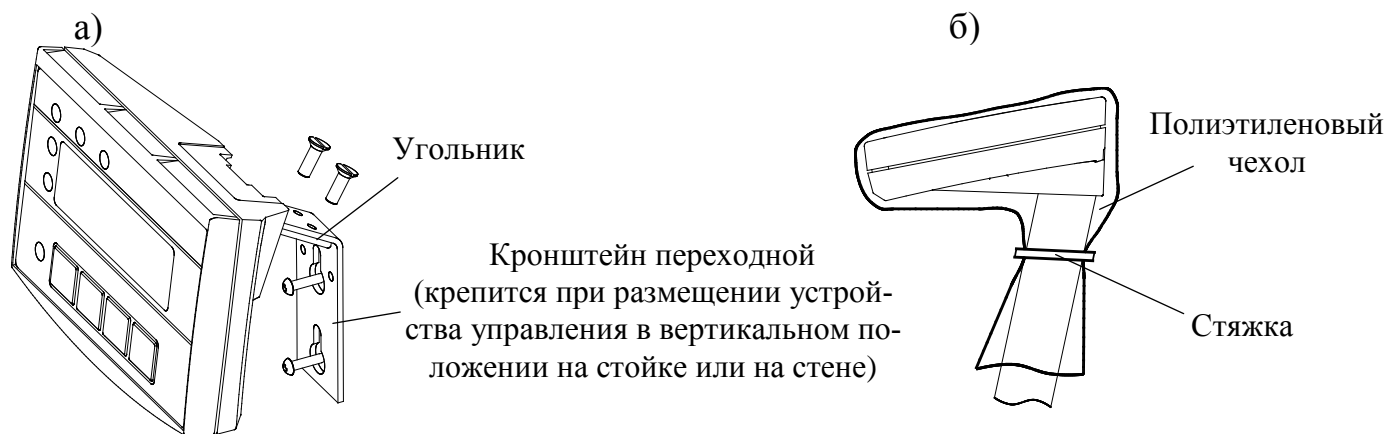 а)
б)
Угольник
Полиэтиленовый
чехол
Кронштейн переходной
(крепится при размещении устрой-
ства управления в вертикальном по-
ложении на стойке или на стене)
Стяжка